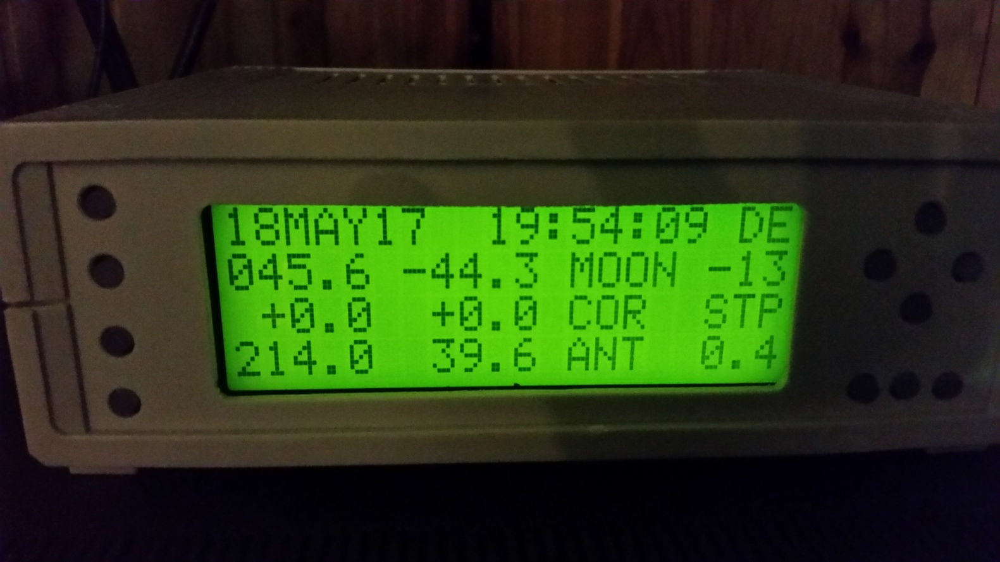 18MAY17 19:54:09 DE
045.6 -44.3 MOON -13
+0.0 +0.0 COR STP
214.0 39.6 ANT 0.4